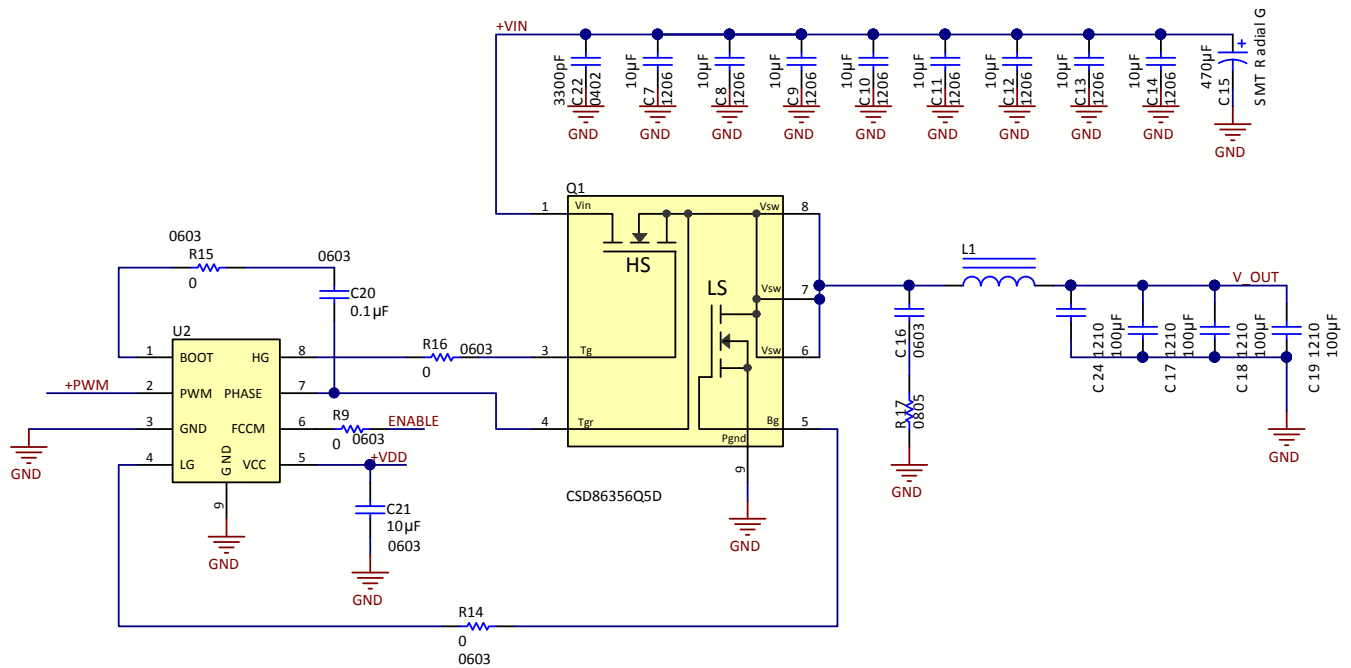 +VIN
3300pF
C22
0402
GND
10µF
C7
1206
GND
10µF
C8
1206
GND
10µF
C9
1206
GND
10µF
C10
1206
GND
10µF
C11
1206
GND
10µF
C12
1206
GND
10µF
C13
1206
GND
10µF
C14
1206
GND
470µF
C15
SMT Radial G
+
GND
Q1
1 Vin
Vsw 8
HS
LS
Vsw 7
Vsw 6
3 Tg
4 Tgr
Bg 5
Pgnd
9
CSD86356Q5D
GND
0603
R15
0
0603
C20
0.1µF
U2
1 BOOT HG 8
+PWM 2 PWM PHASE 7
3 GND FCCM 6
4 LG VCC 5
GND
9
GND
GND
R16 0603
0
R9 ENABLE
0 0603
+VDD
C21
10µF
0603
GND
R14
0
0603
L1
V_OUT
C16
0603
R17
0805
GND
C24 1210
100µF
C17 1210
100µF
C18 1210
100µF
C19 1210
100µF
GND